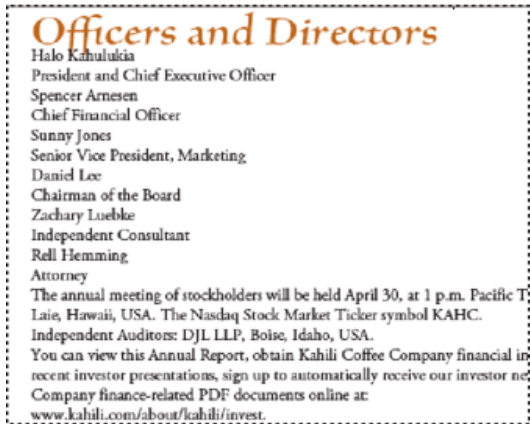 Officers and Directors
Halo Kahulukia
President and Chief Executive Officer
Spencer Arnesen
Chief Financial Officer
Sunny Jones
Senior Vice President, Marketing
Daniel Lee
Chairman of the Board
Zachary Luebke
Independent Consultant
Rell Hemming
Attorney
The annual meeting of stockholders will be held April 30, at 1 p.m. Pacific
Laie, Hawaii, USA. The Nasdaq Stock Market Ticker symbol KAHC.
Independent Auditors: DJL LLP, Boise, Idaho, USA.
You can view this Annual Report, obtain Kahili Coffee Company financial
recent investor presentations, sign up to automatically receive our investor
Company finance-related PDF documents online at:
www.kahili.com/about/kahili/invest.